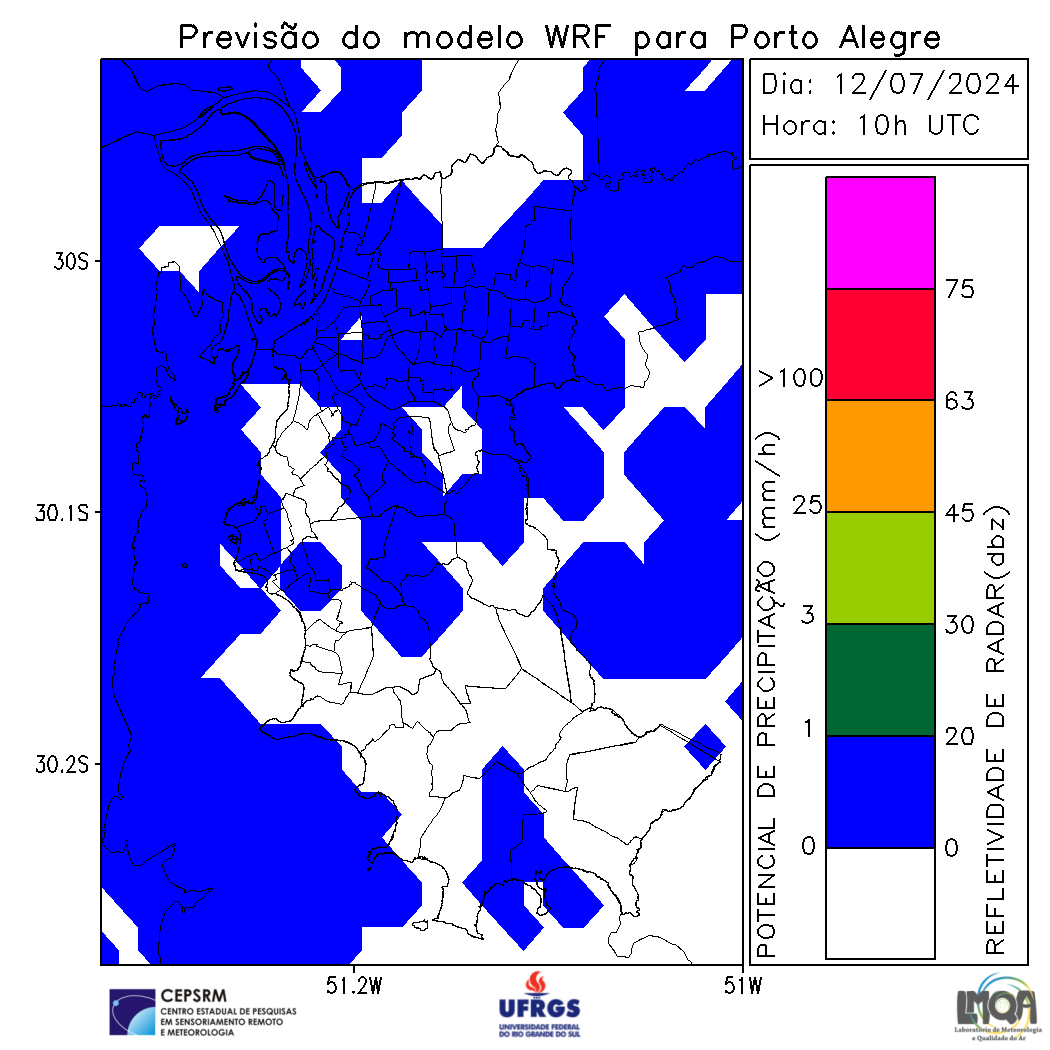 Previsão do modelo WRF para Porto Alegre
Dia: 12/07/2024
Hora: 10h UTC
30S
30.1S
30.2S
51.2W
51W
POTENCIAL DE PRECIPITAÇÃO (mm/h)
>100
25
3
1
0
75
63
45
30
20
0
REFLETIVIDADE DE RADAR(dbz)
CEPSRM
CENTRO ESTADUAL DE PESQUISAS
EM SENSORIAMENTO REMOTO
E METEOROLOGIA
UFRGS
UNIVERSIDADE FEDERAL
DO RIO GRANDE DO SUL
LMQA
Laboratório de Meteorologia
e Qualidade do Ar